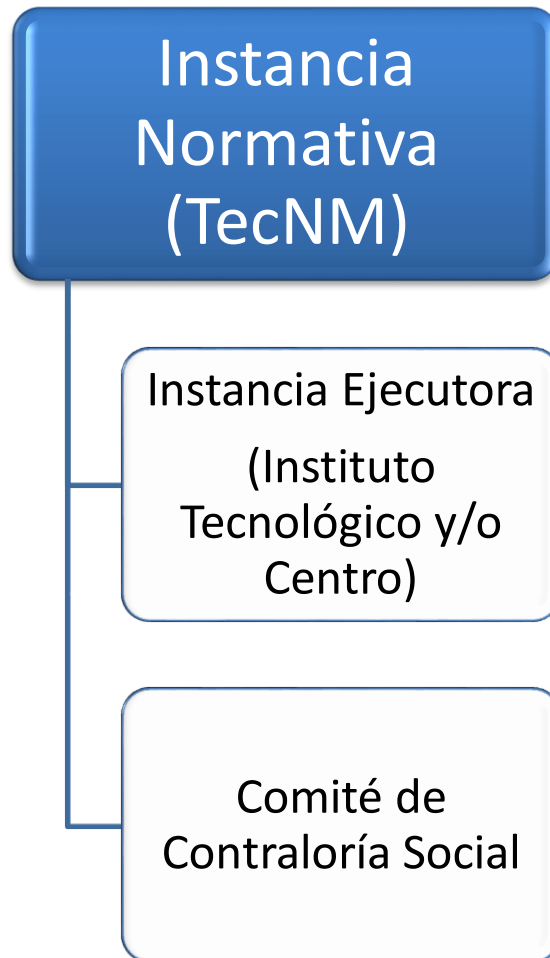 Instancia
Normativa
(TecNM)
Instancia Ejecutora
(Instituto
Tecnológico y/o
Centro)
Comité de
Contraloría Social